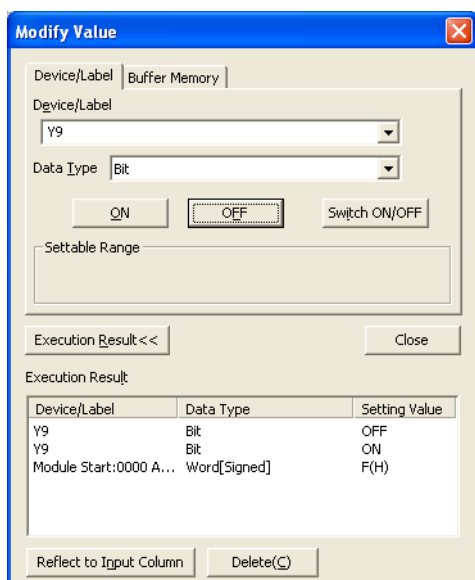 Modify Value
Device/Label Buffer Memory
Device/Label
Y9
Data Type Bit
ON OFF Switch ON/OFF
Settable Range
Execution Result<< Close
Execution Result
Device/Label Data Type Setting Value
Y9 Bit OFF
Y9 Bit ON
Module Start:0000 A... Word[Signed] F(H)
Reflect to Input Column Delete(C)